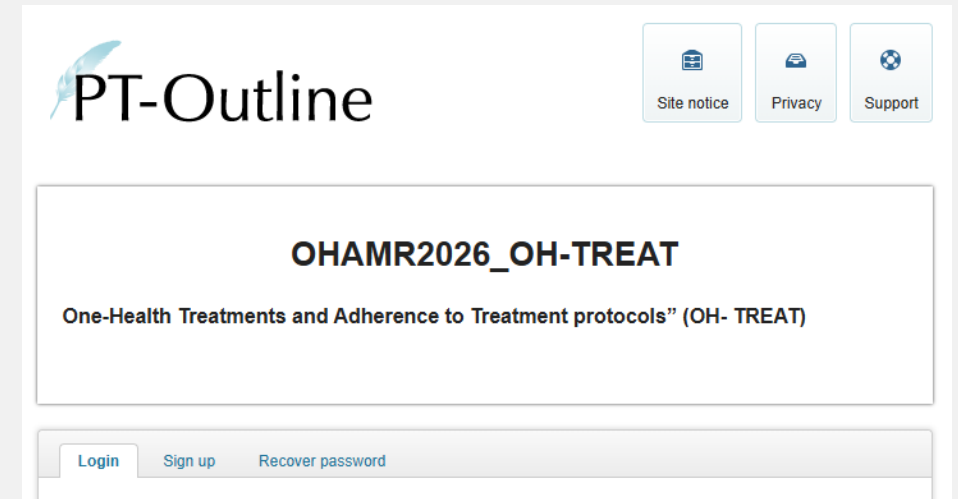 PT-Outline
Site notice
Privacy
Support
OHAMR2026_OH-TREAT
One-Health Treatments and Adherence to Treatment protocols” (OH- TREAT)
Login
Sign up
Recover password